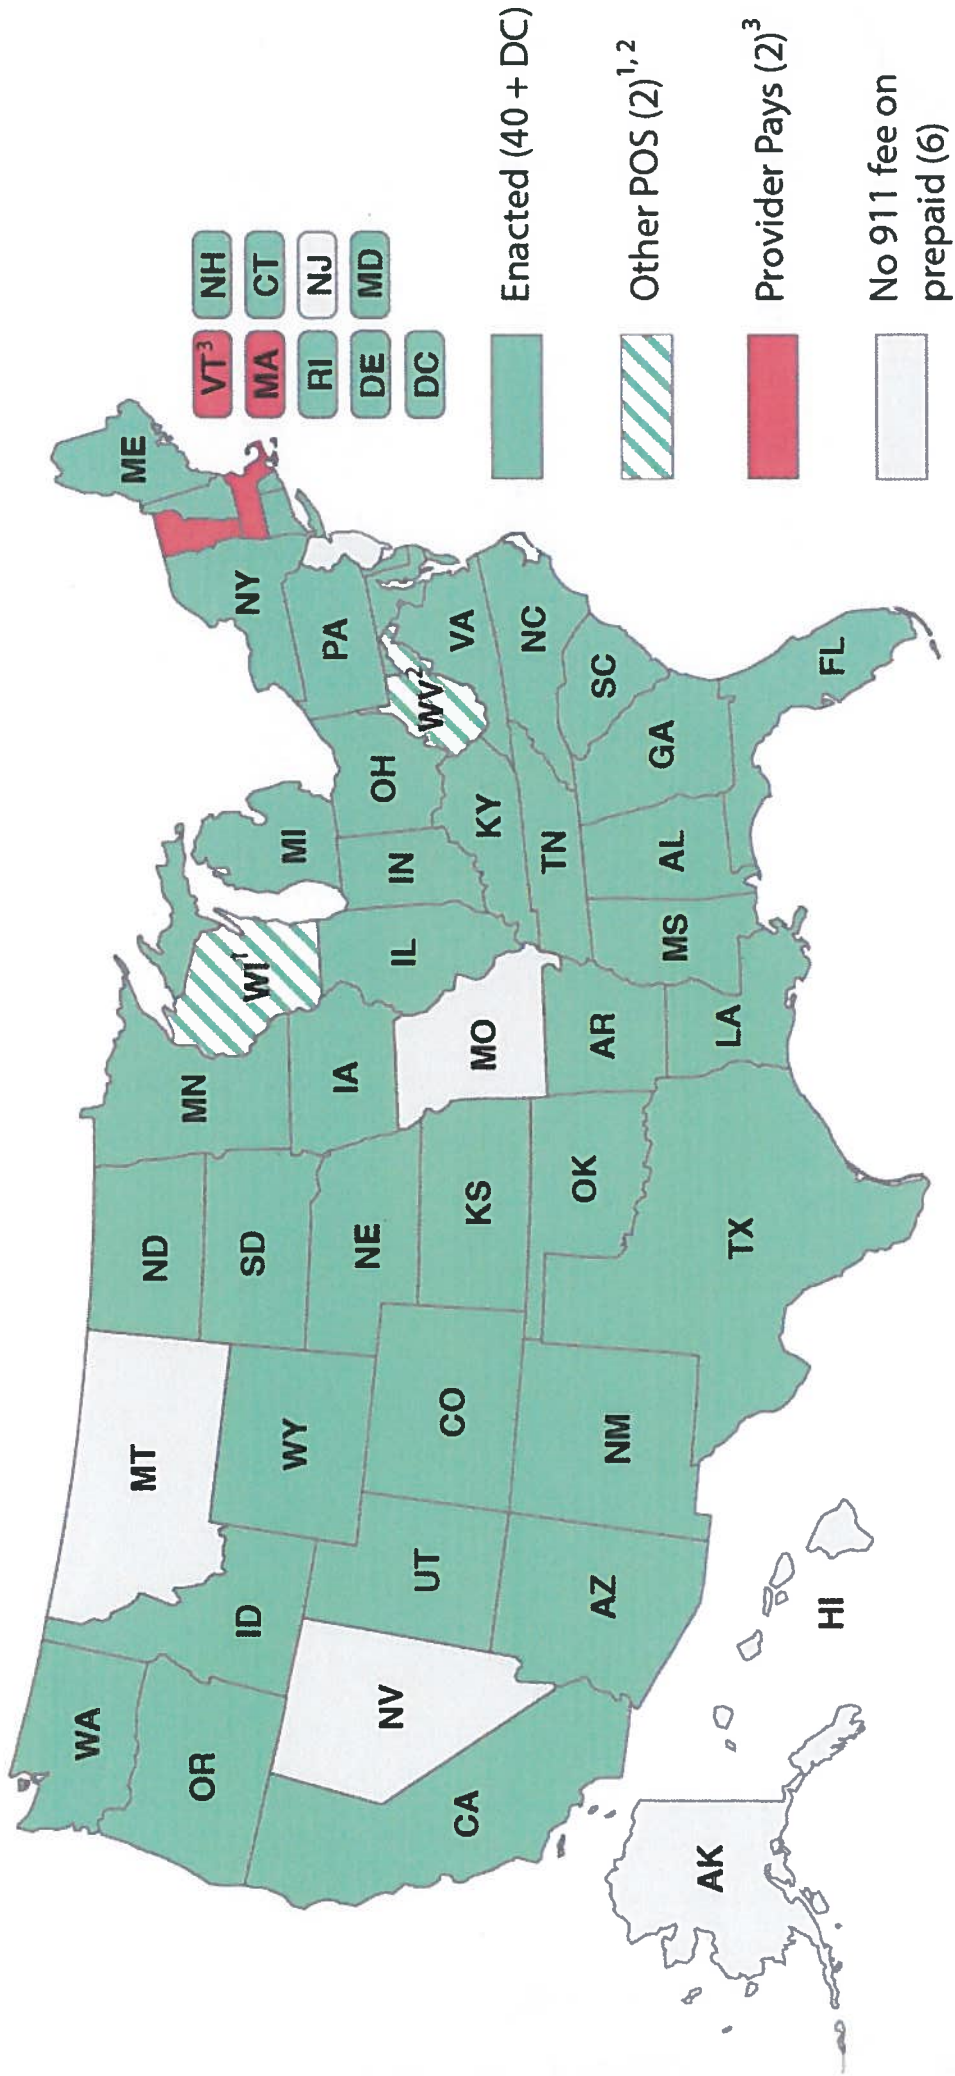 WA
OR
CA
NV
ID
MT
WY
UT
AZ
CO
NM
ND
SD
NE
KS
OK
TX
MN
IA
MO
AR
LA
WI¹
IL
MI
IN
OH
KY
TN
MS
AL
GA
FL
SC
NC
VA
WV²
PA
NY
ME
AK
HI
VT³
NH
MA
CT
RI
NJ
DE
MD
DC
Enacted (40 + DC)
Other POS (2)¹,²
Provider Pays (2)³
No 911 fee on
prepaid (6)